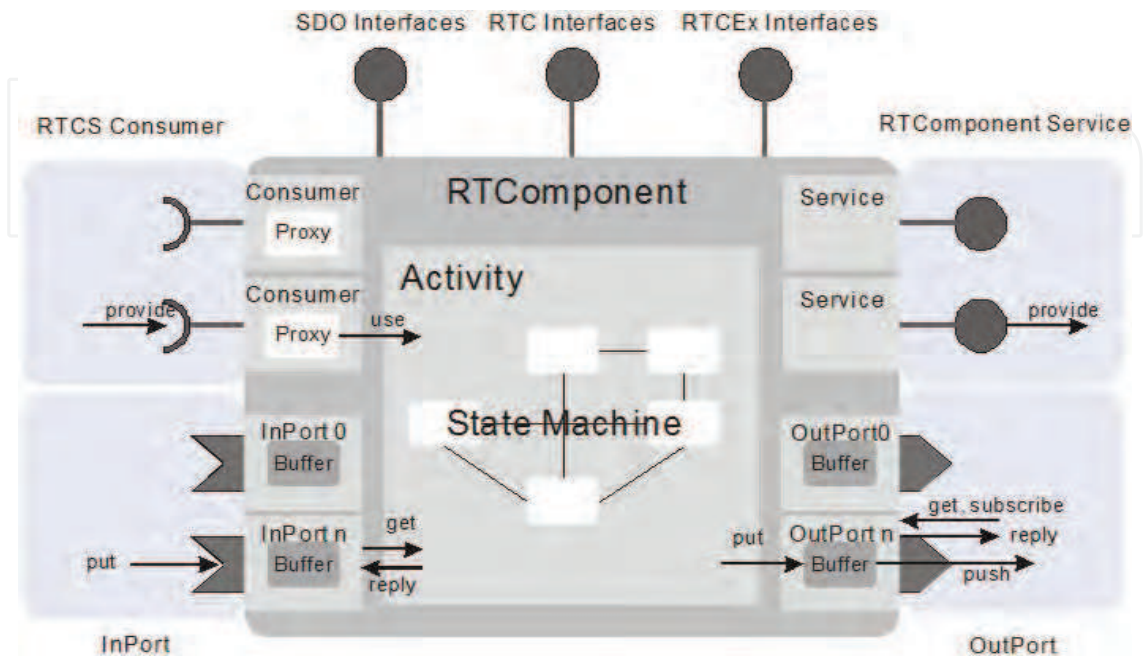 SDO Interfaces RTC Interfaces RTCEx Interfaces
RTCS Consumer
RTComponent Service
Consumer
Proxy
RTComponent
Service
Activity
Consumer
Proxy
provide
use
Service
provide
State Machine
InPort 0
Buffer
OutPort0
Buffer
InPort n
Buffer
put
get
reply
put
OutPort n
Buffer
get, subscribe
reply
push
InPort
OutPort